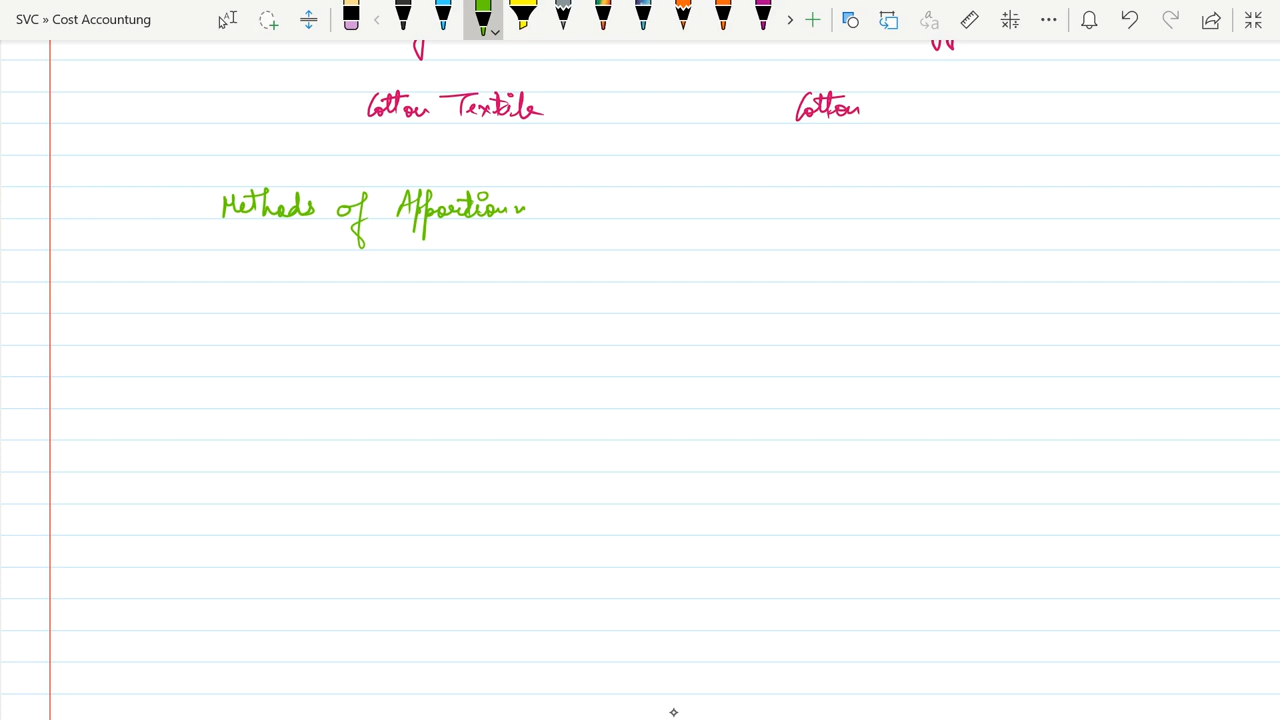 SVC » Cost Accountung
Cotton Textile Cotton
Methods of Apportion